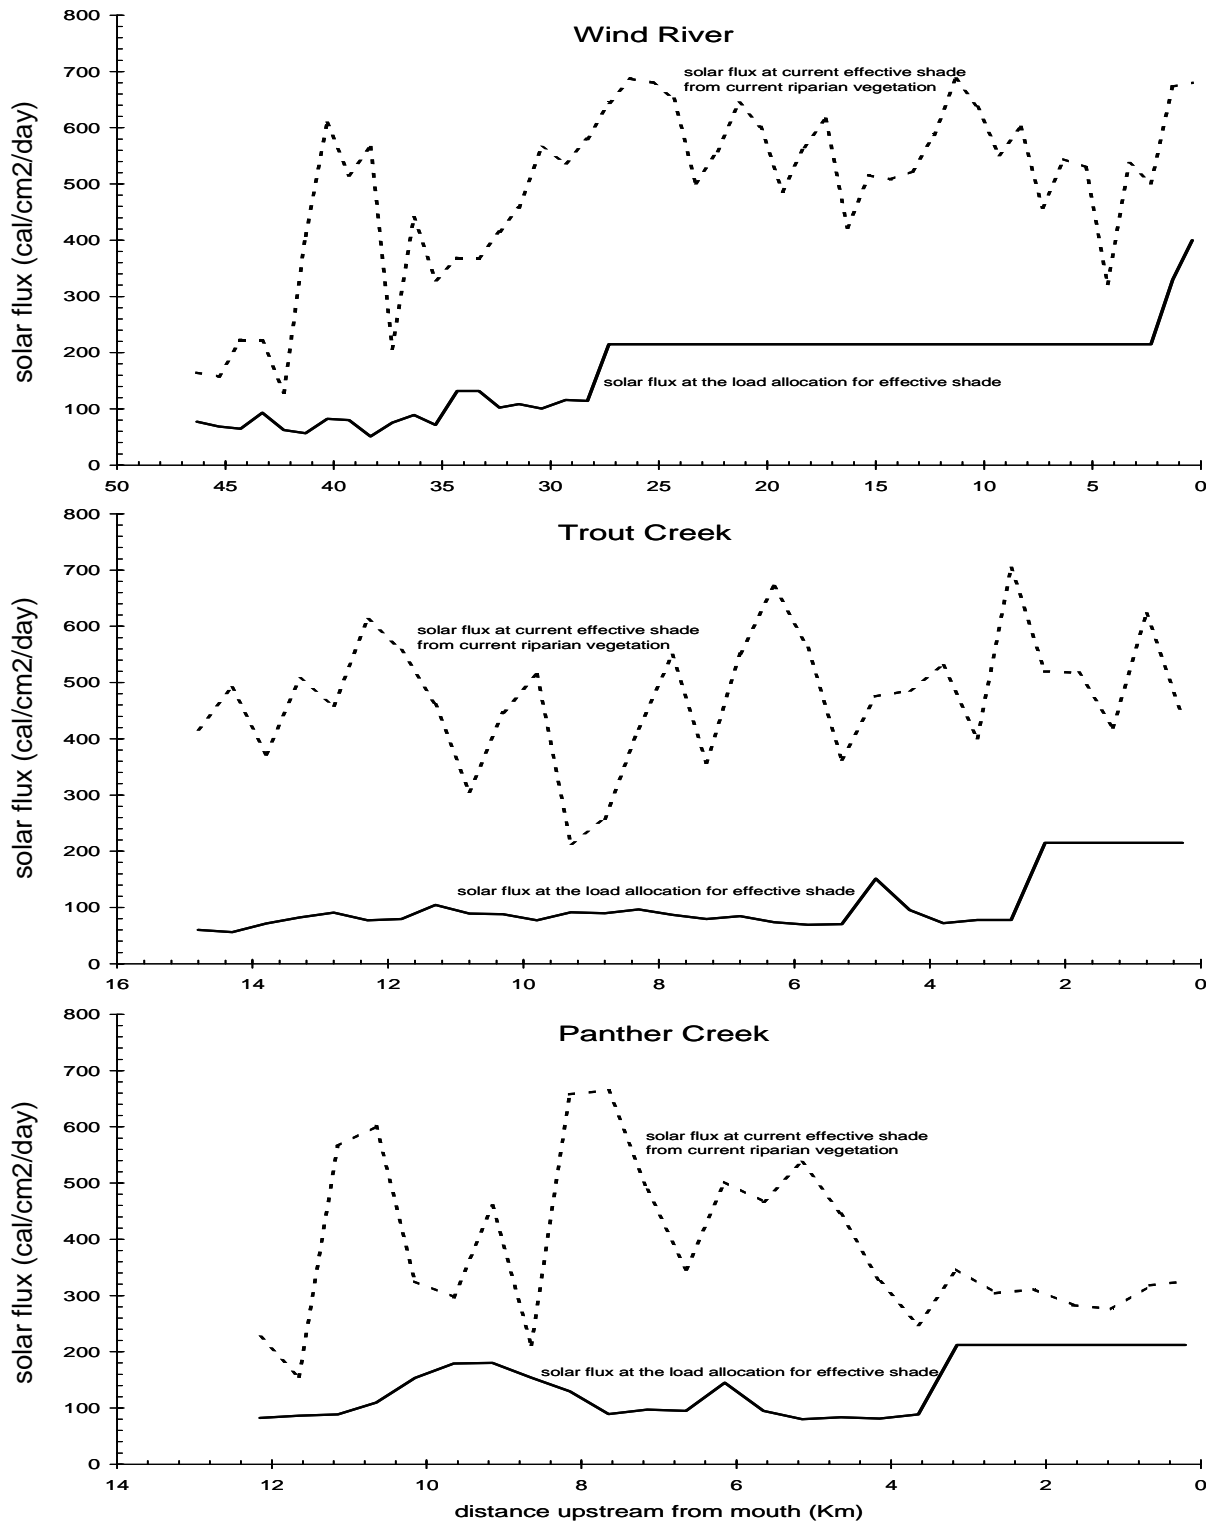 Wind River
solar flux (cal/cm2/day)
800
700
600
500
400
300
200
100
0
solar flux at current effective shade
from current riparian vegetation
solar flux at the load allocation for effective shade
50 45 40 35 30 25 20 15 10 5 0
Trout Creek
solar flux (cal/cm2/day)
800
700
600
500
400
300
200
100
0
solar flux at current effective shade
from current riparian vegetation
solar flux at the load allocation for effective shade
16 14 12 10 8 6 4 2 0
Panther Creek
solar flux (cal/cm2/day)
800
700
600
500
400
300
200
100
0
solar flux at current effective shade
from current riparian vegetation
solar flux at the load allocation for effective shade
14 12 10 8 6 4 2 0
distance upstream from mouth (Km)